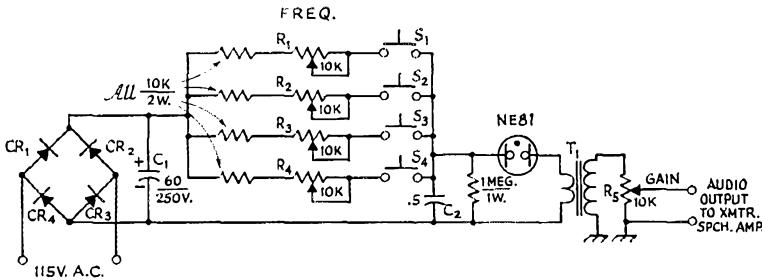 FREQ.
R1
10K
S1
All 10K
2W.
R2
10K
S2
R3
10K
S3
R4
10K
S4
CR1
CR2
CR4
CR3
+
C1
-
60
250V.
115V. A.C.
NE81
1MEG.
1W.
.5
C2
T1
R5
10K
GAIN
AUDIO
OUTPUT
TO XMTR.
SPCH. AMP.